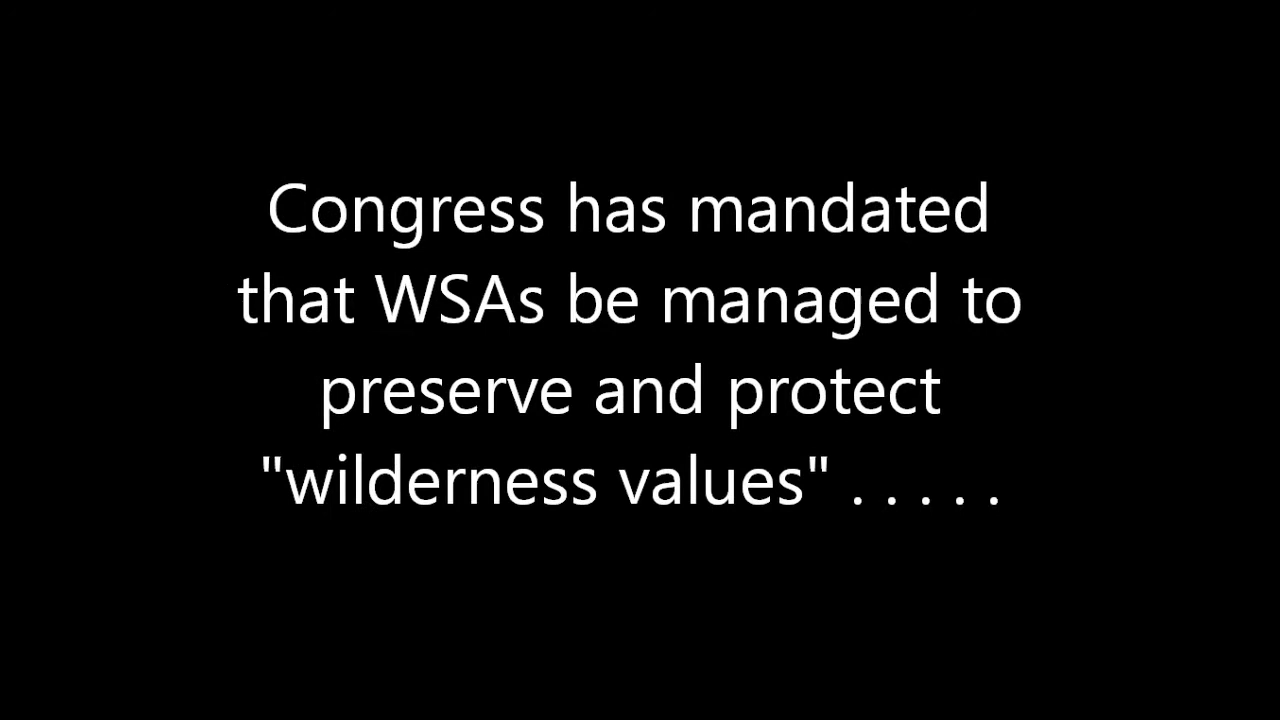 Congress has mandated
that WSAs be managed to
preserve and protect
"wilderness values" . . . . .